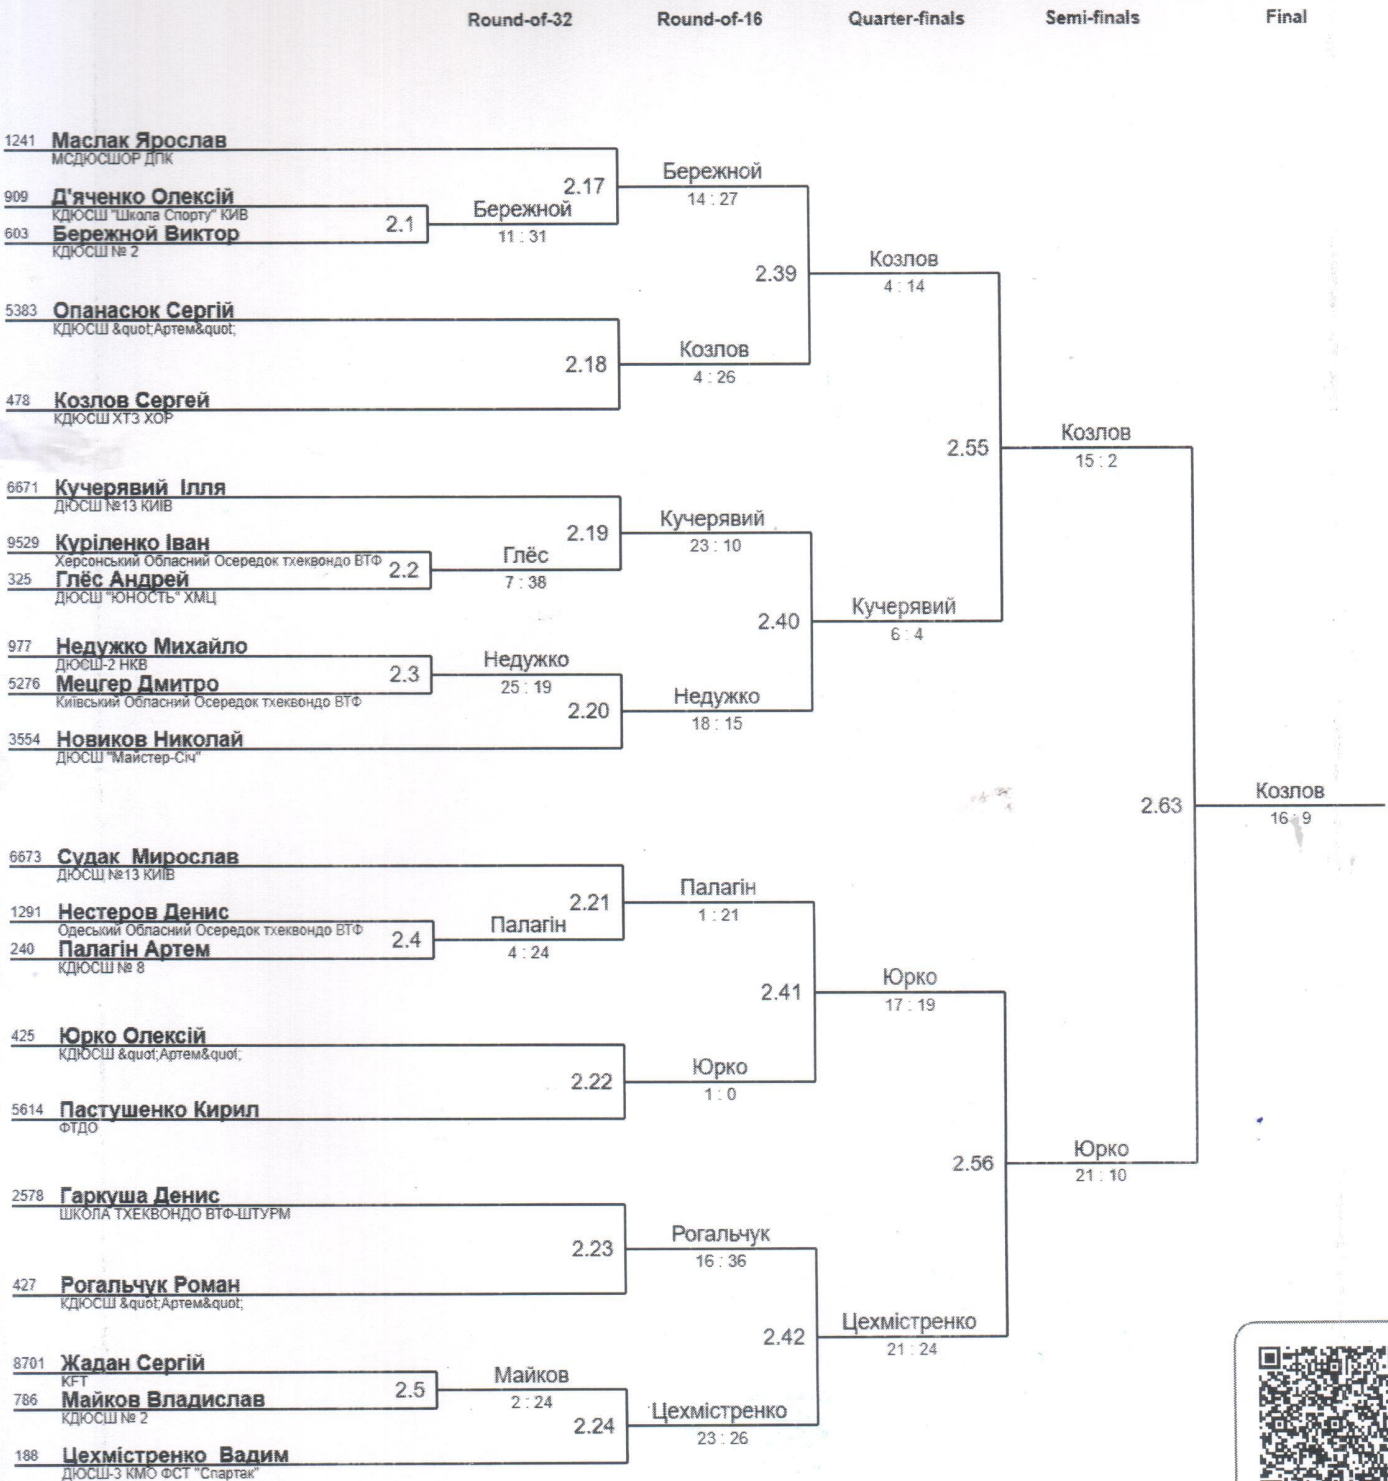 Round-of-32 Round-of-16 Quarter-finals Semi-finals Final
1241 Маслак Ярослав
МСДЮСШОР ДПК
2.17
Бережной
14 : 27
909 Д'яченко Олексій
КДЮСШ "Школа Спорту" КИВ
2.1
Бережной
11 : 31
603 Бережной Виктор
КДЮСШ № 2
2.39
Козлов
4 : 14
5383 Опанасюк Сергій
КДЮСШ &quot;Артем&quot;
2.18
Козлов
4 : 26
478 Козлов Сергей
КДЮСШ ХТЗ ХОР
2.55
Козлов
15 : 2
6671 Кучерявий Ілля
ДЮСШ №13 КИЇВ
2.19
Кучерявий
23 : 10
9529 Куріленко Іван
Херсонський Обласний Осередок тхеквондо ВТФ
2.2
Глёс
7 : 38
325 Глёс Андрей
ДЮСШ "ЮНОСТЬ" ХМЦ
2.40
Кучерявий
6 : 4
977 Недужко Михайло
ДЮСШ-2 НКВ
2.3
Недужко
25 : 19
5276 Мецгер Дмитро
Київський Обласний Осередок тхеквондо ВТФ
2.20
Недужко
18 : 15
3554 Новиков Николай
ДЮСШ "Майстер-Січ"
2.63
Козлов
16 : 9
6673 Судак Мирослав
ДЮСШ №13 КИЇВ
2.21
Палагін
1 : 21
1291 Нестеров Денис
Одеський Обласний Осередок тхеквондо ВТФ
2.4
Палагін
4 : 24
240 Палагін Артем
КДЮСШ № 8
2.41
Юрко
17 : 19
425 Юрко Олексій
КДЮСШ &quot;Артем&quot;
2.22
Юрко
1 : 0
5614 Пастушенко Кирил
ФТДО
2.56
Юрко
21 : 10
2578 Гаркуша Денис
ШКОЛА ТХЕКВОНДО ВТФ-ШТУРМ
2.23
Рогальчук
16 : 36
427 Рогальчук Роман
КДЮСШ &quot;Артем&quot;
2.42
Цехмістренко
21 : 24
8701 Жадан Сергій
KFT
2.5
Майков
2 : 24
786 Майков Владислав
КДЮСШ № 2
2.24
Цехмістренко
23 : 26
188 Цехмістренко Вадим
ДЮСШ-3 КМО ФСТ "Спартак"